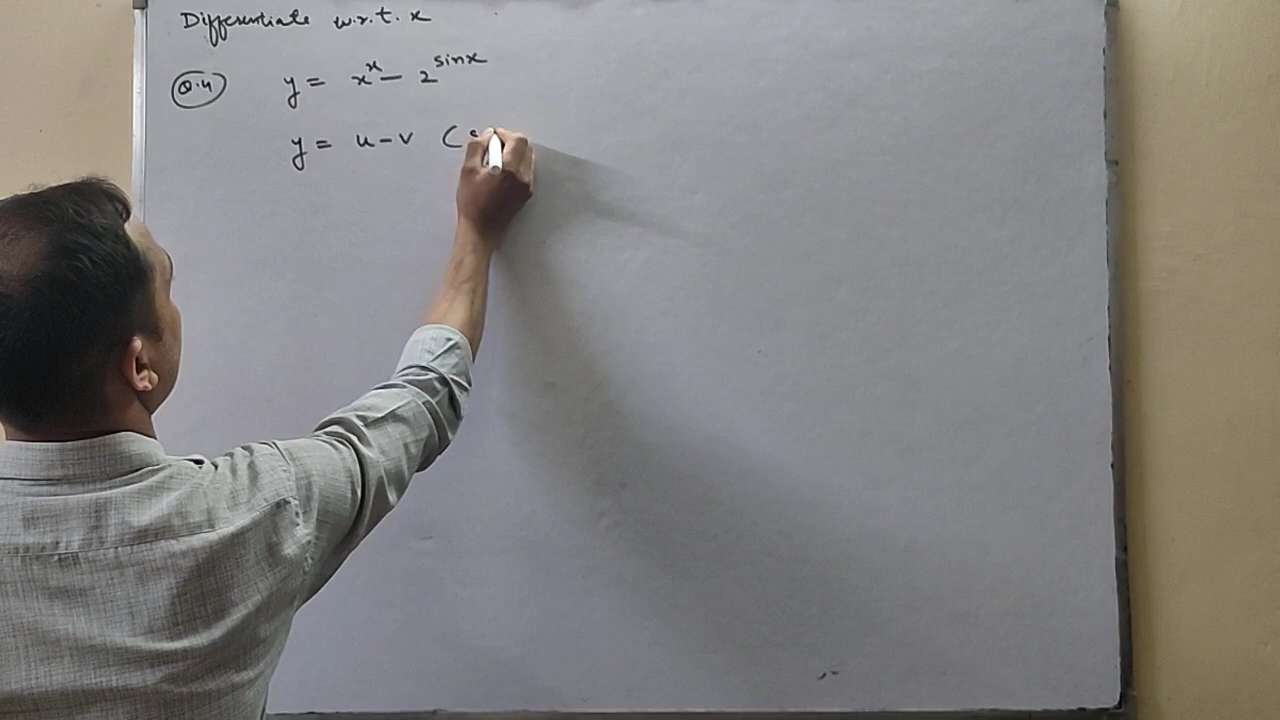 Differentiate w.r.t. x
Q.4 y = x^x - 2^sinx
y = u - v (